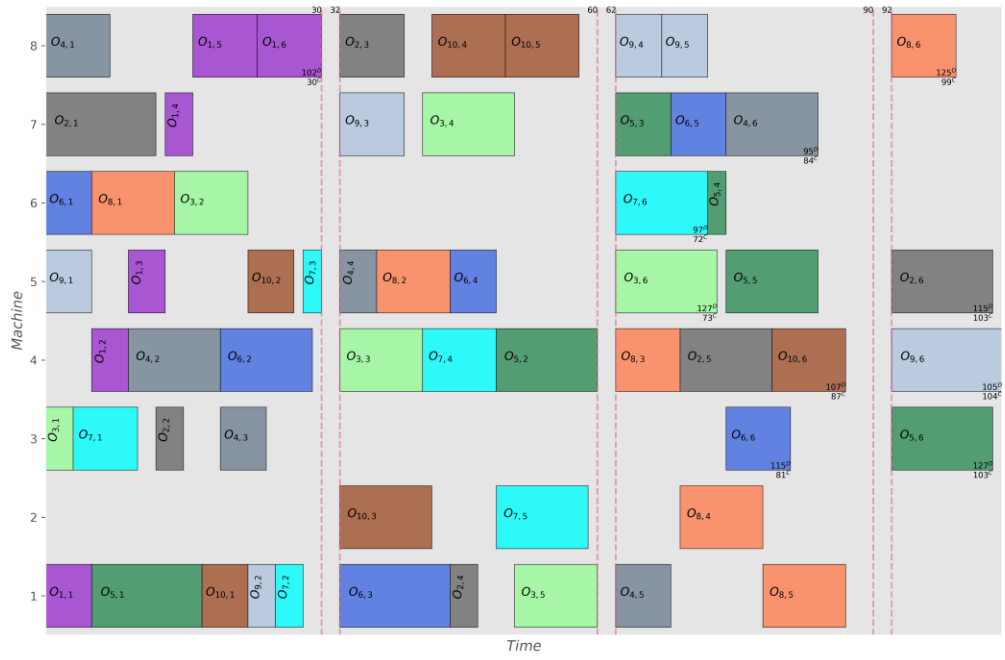 30 32 60 62 90 92
8 O4,1 O1,5 O1,6 O2,3 O10,4 O10,5 O9,4 O9,5 O8,6
102D 125D
30C 99C
7 O2,1 O1,4 O9,3 O3,4 O5,3 O6,5 O4,6
95D
84C
6 O6,1 O8,1 O3,2 O7,6 O5,4
97D
72C
5 O9,1 O1,3 O10,2 O7,3 O4,4 O8,2 O6,4 O3,6 O5,5 O2,6
127D 115D
73C 103C
4 O1,2 O4,2 O6,2 O3,3 O7,4 O5,2 O8,3 O2,5 O10,6 O9,6
107D 105D
87C 104C
3 O3,1 O7,1 O2,2 O4,3 O6,6 O5,6
115D 127D
81C 103C
2 O10,3 O7,5 O8,4
1 O1,1 O5,1 O10,1 O9,2 O7,2 O6,3 O2,4 O3,5 O4,5 O8,5
Machine
Time